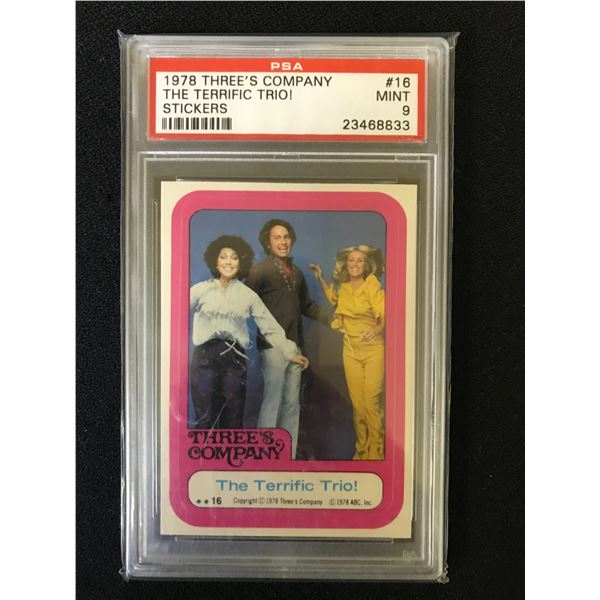 PSA
1978 THREE'S COMPANY #16
THE TERRIFIC TRIO! MINT
STICKERS 9
23468833
THREE'S
COMPANY
The Terrific Trio!
★★16 Copyright ⓒ 1978 Three's Company ⓒ 1978 ABC, Inc.